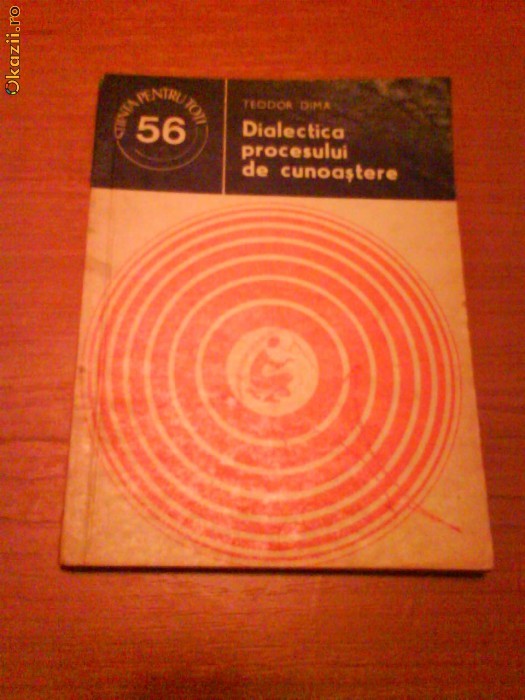 Okazii.ro
ȘTIINȚA PENTRU TOȚI
56
TEODOR DIMA
Dialectica
procesului
de cunoaștere